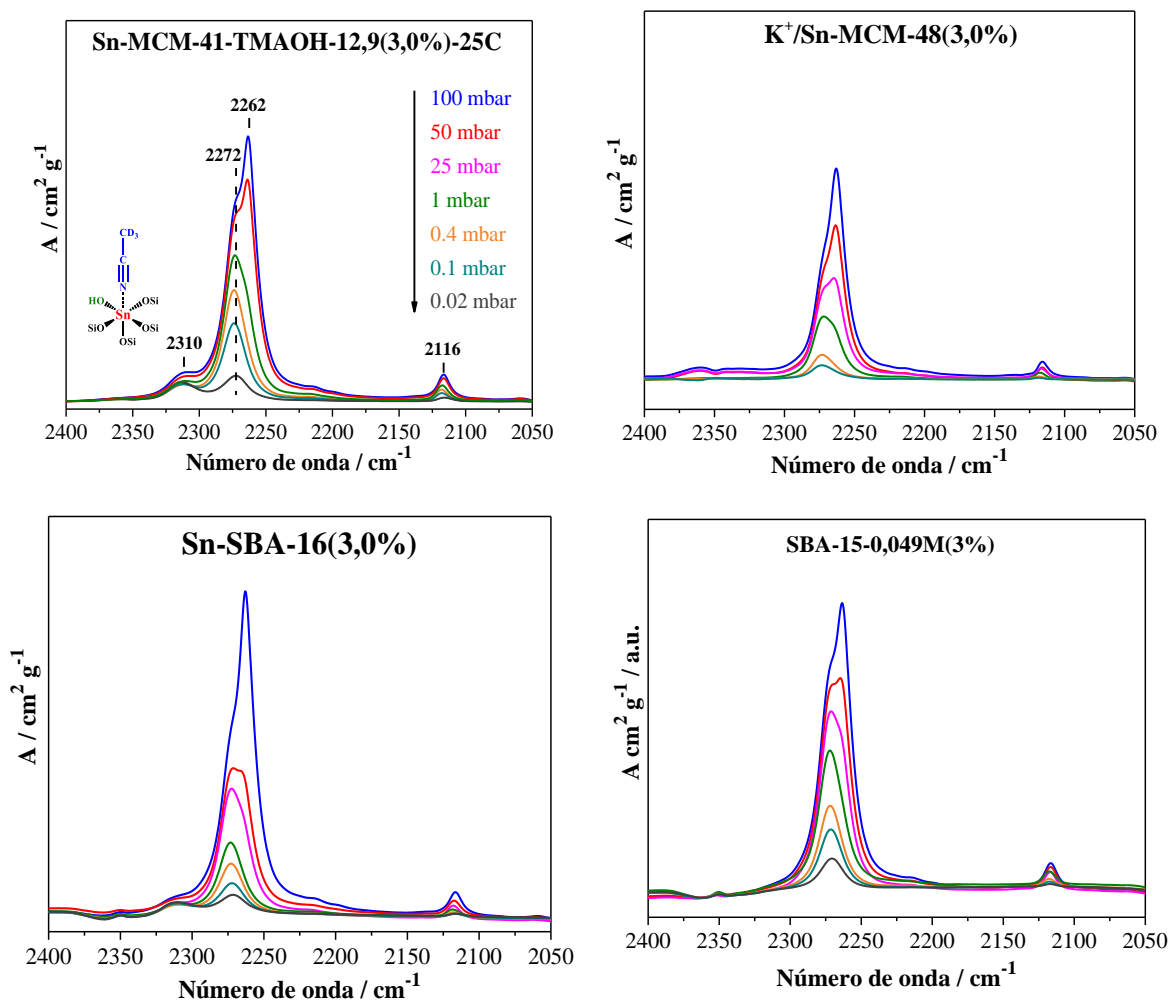 Sn-MCM-41-TMAOH-12,9(3,0%)-25C
2262
2272
2310
2116
100 mbar
50 mbar
25 mbar
1 mbar
0.4 mbar
0.1 mbar
0.02 mbar
CD3
C
N
HO
OSi
Sn
SiO
OSi
OSi
A / cm² g⁻¹
2400 2350 2300 2250 2200 2150 2100 2050
Número de onda / cm⁻¹
K⁺/Sn-MCM-48(3,0%)
A / cm² g⁻¹
2400 2350 2300 2250 2200 2150 2100 2050
Número de onda / cm⁻¹
Sn-SBA-16(3,0%)
A / cm² g⁻¹
2400 2350 2300 2250 2200 2150 2100 2050
Número de onda / cm⁻¹
SBA-15-0,049M(3%)
A cm² g⁻¹ / a.u.
2400 2350 2300 2250 2200 2150 2100 2050
Número de onda / cm⁻¹